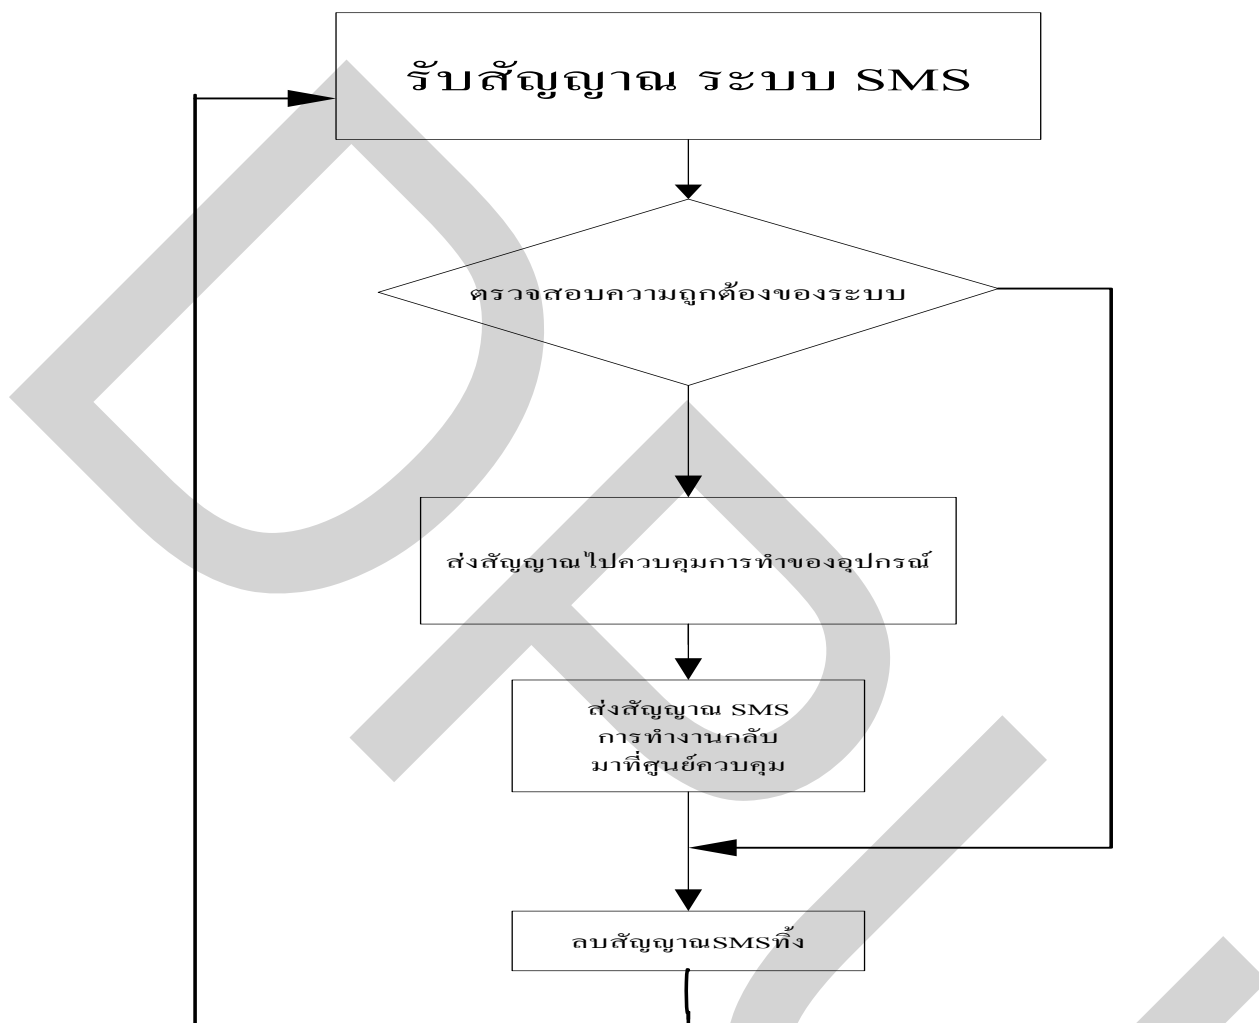 รับสัญญาณ ระบบ SMS
ตรวจสอบความถูกต้องของระบบ
ส่งสัญญาณไปควบคุมการทำของอุปกรณ์
ส่งสัญญาณ SMS
การทำงานกลับ
มาที่ศูนย์ควบคุม
ลบสัญญาณSMSทิ้ง